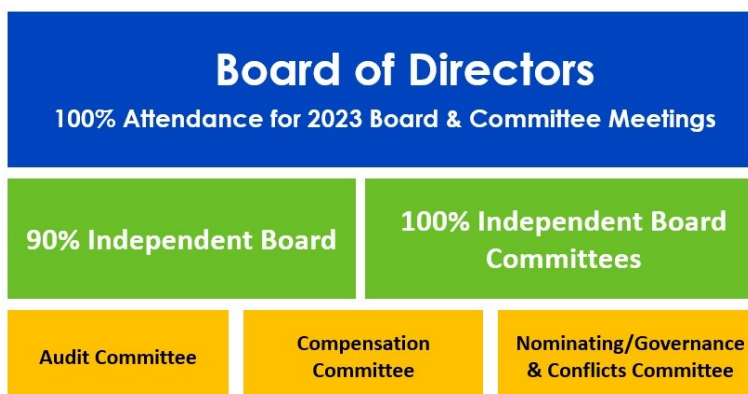 Board of Directors
100% Attendance for 2023 Board & Committee Meetings
90% Independent Board
100% Independent Board
Committees
Audit Committee
Compensation
Committee
Nominating/Governance
& Conflicts Committee